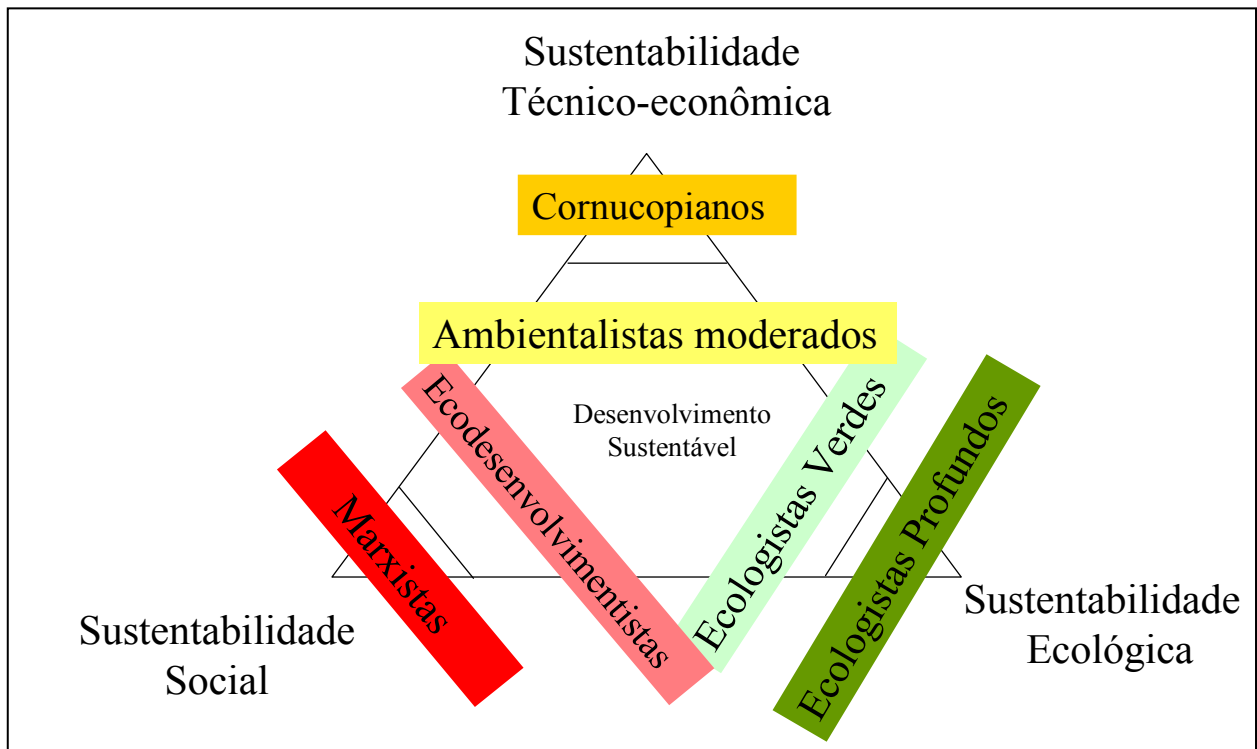 Sustentabilidade
Técnico-econômica
Cornucopianos
Ambientalistas moderados
Ecodesenvolvimentistas
Desenvolvimento
Sustentável
Ecologistas Verdes
Ecologistas Profundos
Marxistas
Sustentabilidade
Social
Sustentabilidade
Ecológica